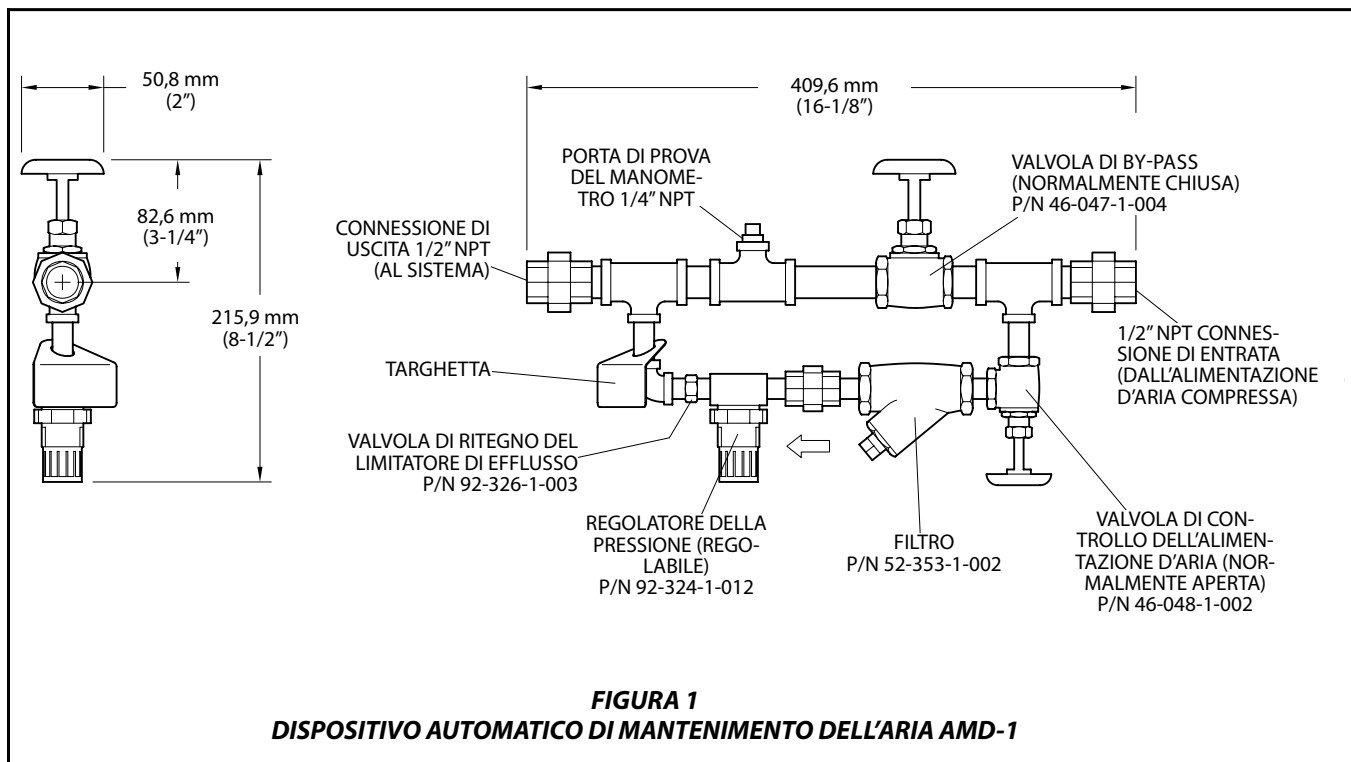 50,8 mm
(2”)
409,6 mm
(16-1/8”)
PORTA DI PROVA
DEL MANOME-
TRO 1/4” NPT
VALVOLA DI BY-PASS
(NORMALMENTE CHIUSA)
P/N 46-047-1-004
82,6 mm
(3-1/4”)
CONNESSIONE DI
USCITA 1/2” NPT
(AL SISTEMA)
215,9 mm
(8-1/2”)
1/2” NPT CONNES-
SIONE DI ENTRATA
(DALL’ALIMENTAZIONE
D’ARIA COMPRESSA)
TARGHETTA
VALVOLA DI RITEGNO DEL
LIMITATORE DI EFFLUSSO
P/N 92-326-1-003
REGOLATORE DELLA
PRESSIONE (REGO-
LABILE)
P/N 92-324-1-012
FILTRO
P/N 52-353-1-002
VALVOLA DI CON-
TROLLO DELL’ALIMEN-
TAZIONE D’ARIA (NOR-
MALMENTE APERTA)
P/N 46-048-1-002
FIGURA 1
DISPOSITIVO AUTOMATICO DI MANTENIMENTO DELL’ARIA AMD-1